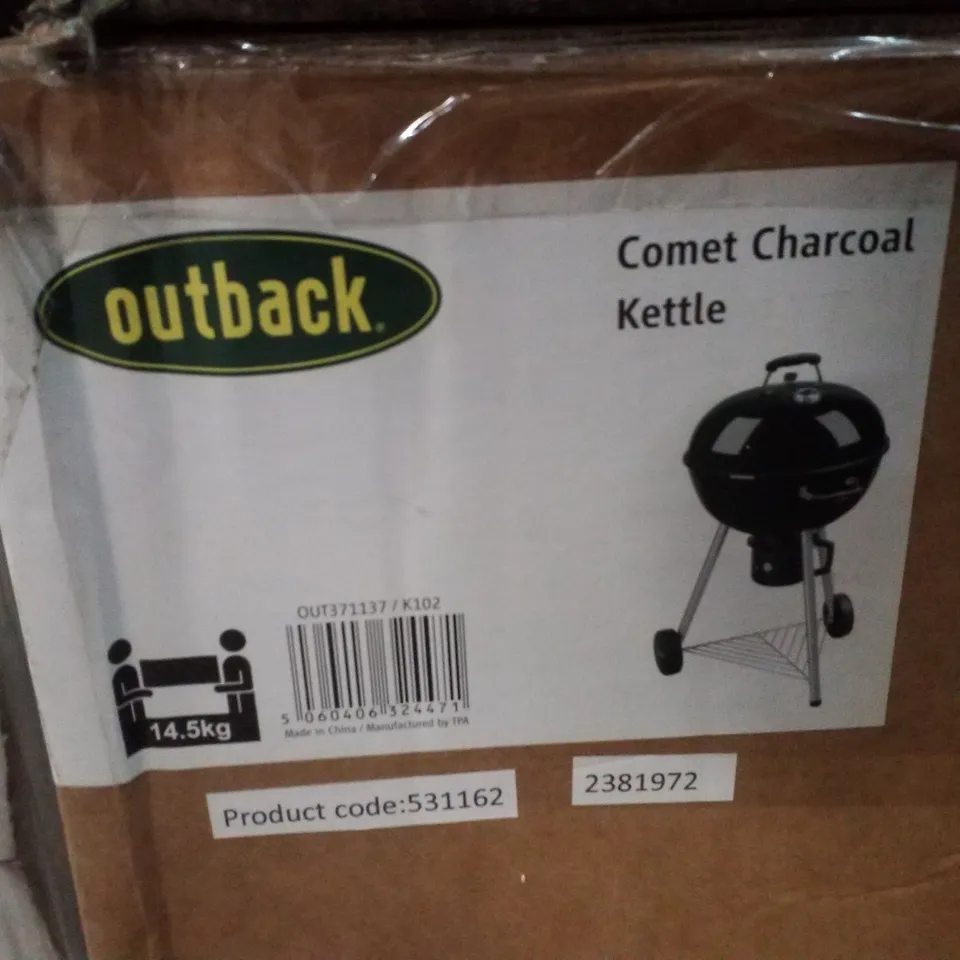 outback
Comet Charcoal
Kettle
OUT371137 / K102
5 060406 324471
Made in China / Manufactured by TPA
14.5kg
Product code:531162
2381972